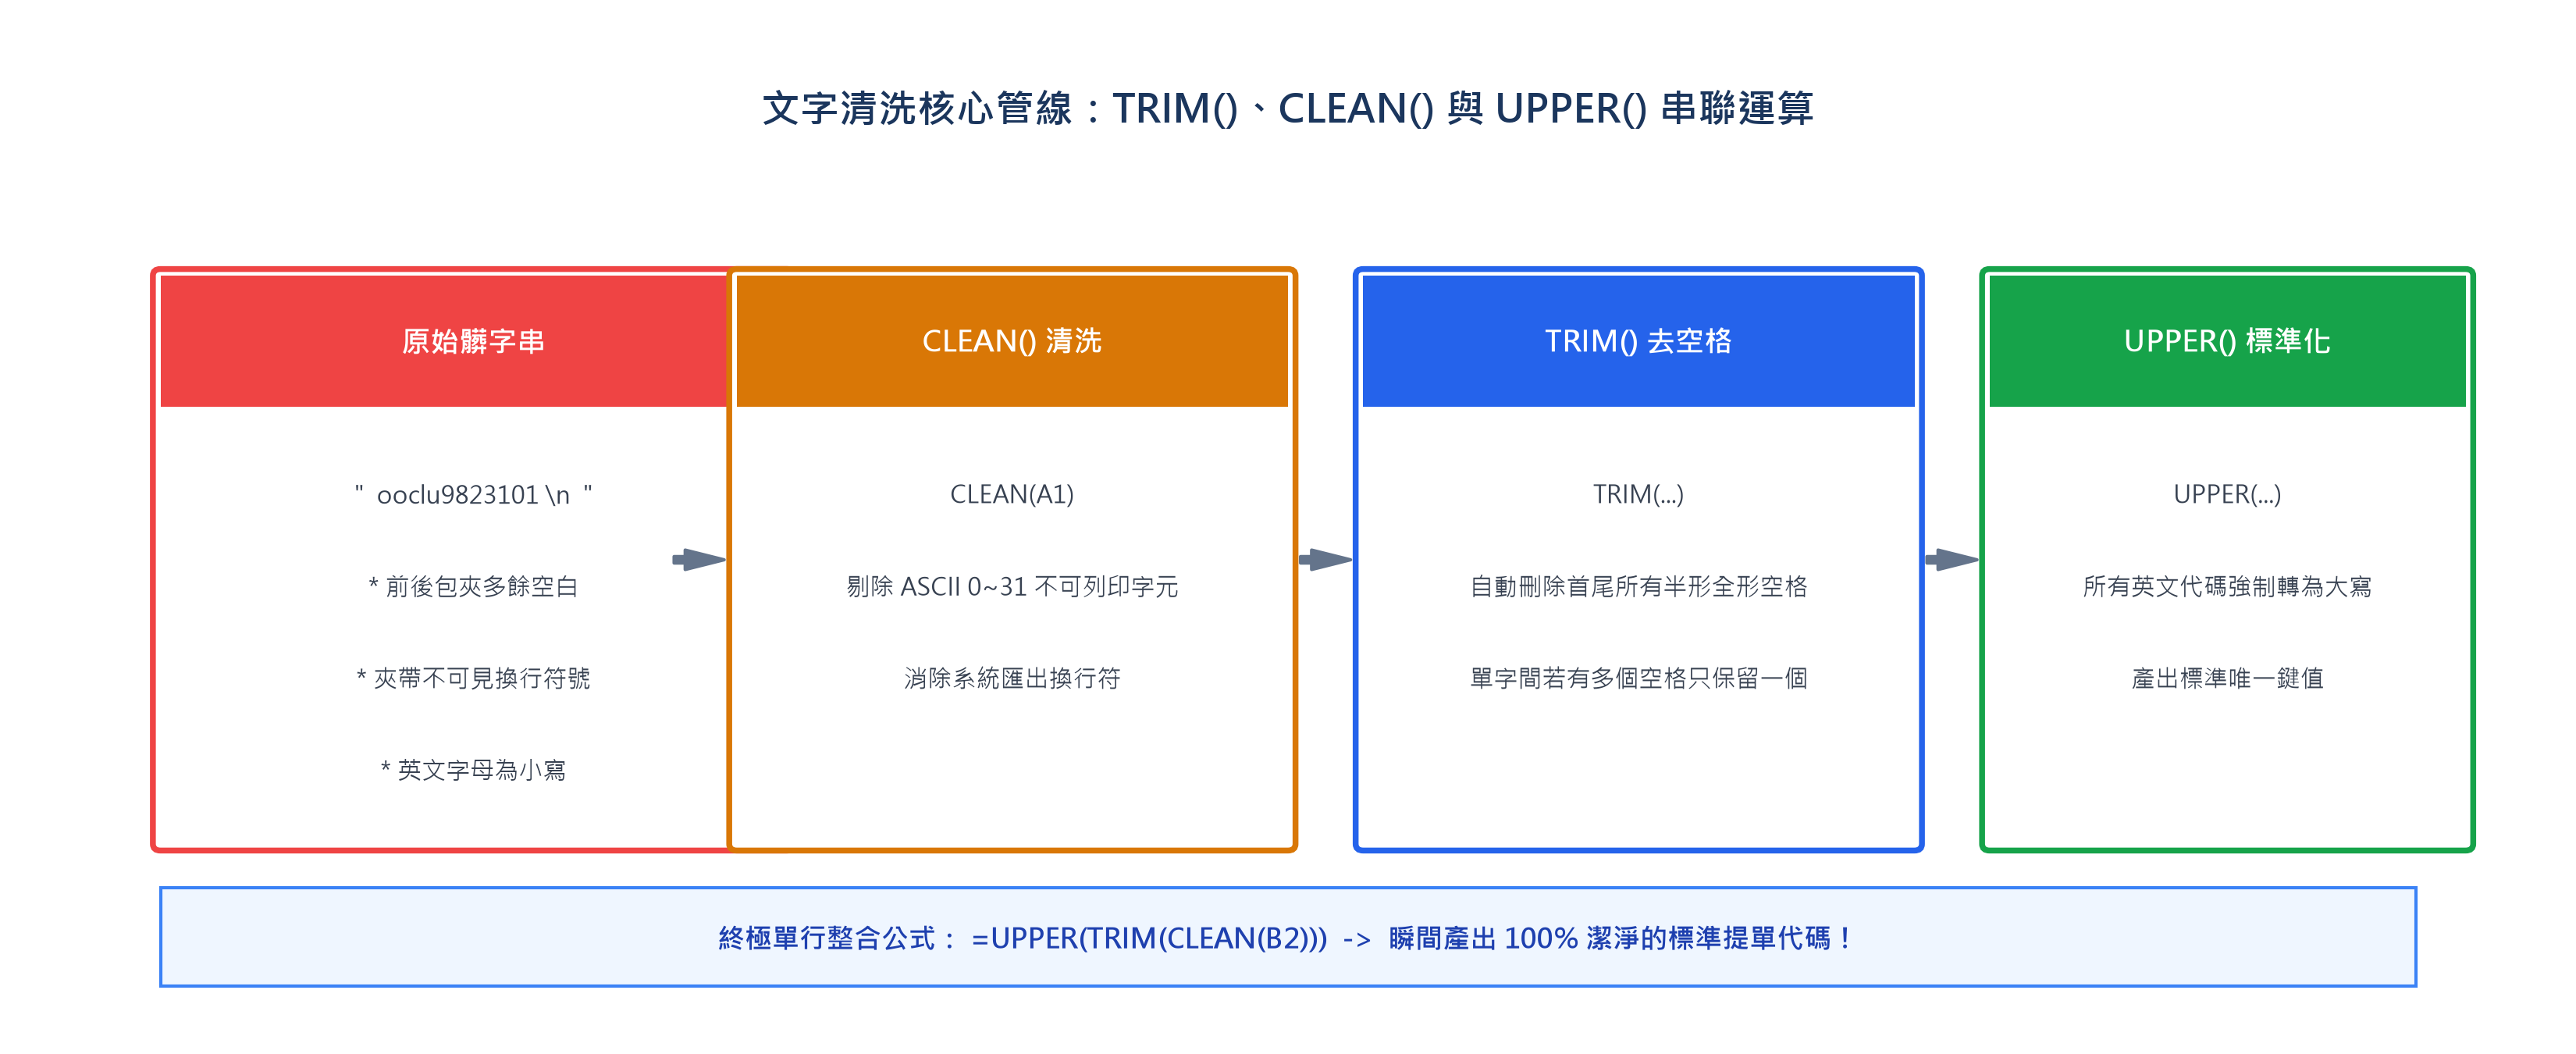 文字清洗核心管線：TRIM()、CLEAN() 與 UPPER() 串聯運算
原始髒字串
" ooclu9823101 \n "
* 前後包夾多餘空白
* 夾帶不可見換行符號
* 英文字母為小寫
CLEAN() 清洗
CLEAN(A1)
剔除 ASCII 0~31 不可列印字元
消除系統匯出換行符
TRIM() 去空格
TRIM(...)
自動刪除首尾所有半形全形空格
單字間若有多個空格只保留一個
UPPER() 標準化
UPPER(...)
所有英文代碼強制轉為大寫
產出標準唯一鍵值
終極單行整合公式： =UPPER(TRIM(CLEAN(B2))) -> 瞬間產出 100% 潔淨的標準提單代碼！